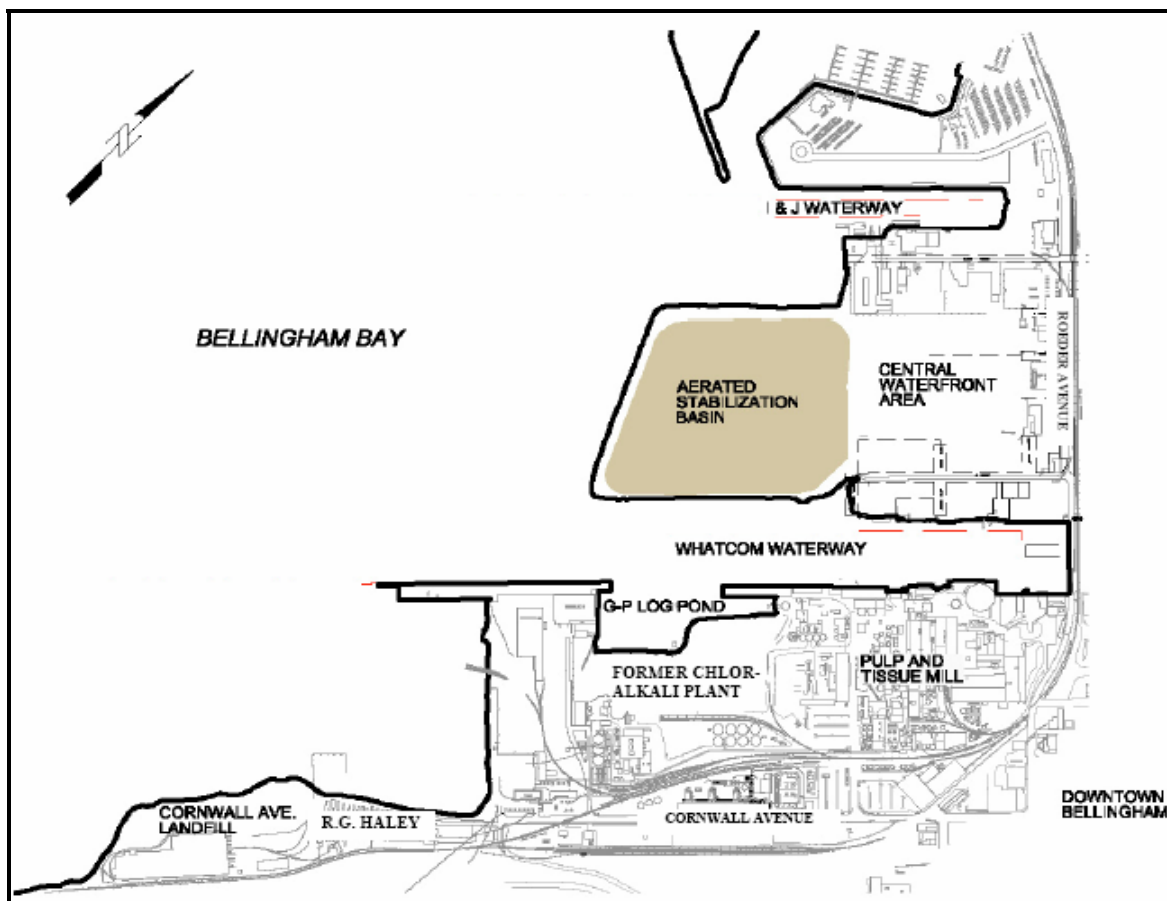 I & J WATERWAY
BELLINGHAM BAY
ROEDER AVENUE
AERATED
STABILIZATION
BASIN
CENTRAL
WATERFRONT
AREA
WHATCOM WATERWAY
G-P LOG POND
FORMER CHLOR-
ALKALI PLANT
PULP AND
TISSUE MILL
CORNWALL AVE.
LANDFILL
R.G. HALEY
CORNWALL AVENUE
DOWNTOWN
BELLINGHAM